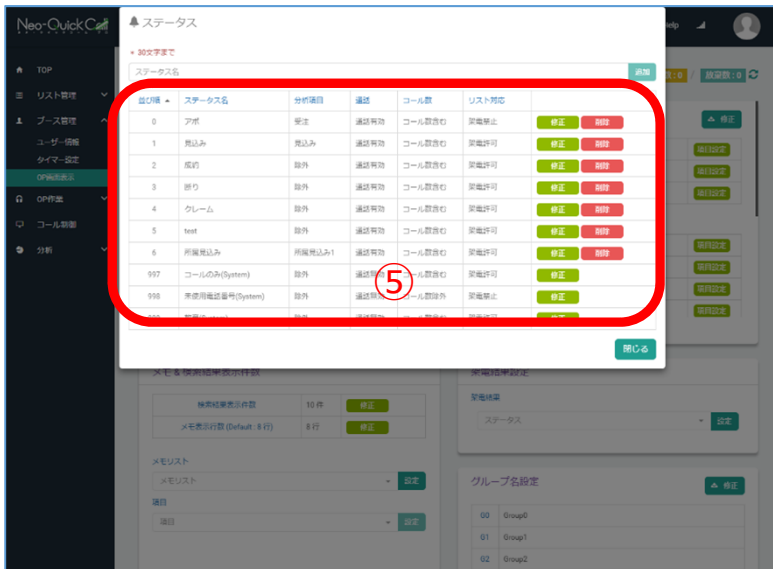 Neo-QuickCall
Help
TOP
リスト管理
ブース管理
ユーザー情報
タイマー設定
OP画面表示
OP作業
コール制御
分析
ステータス
* 30文字まで
ステータス名 追加
数:0 / 放棄数:0
並び順 ステータス名 分析項目 通話 コール数 リスト対応
0 アポ 受注 通話有効 コール数含む 架電禁止 修正 削除
1 見込み 見込み 通話有効 コール数含む 架電許可 修正 削除
2 成約 除外 通話有効 コール数含む 架電許可 修正 削除
3 断り 除外 通話有効 コール数含む 架電許可 修正 削除
4 クレーム 除外 通話有効 コール数含む 架電許可 修正 削除
5 test 除外 通話有効 コール数含む 架電許可 修正 削除
6 所属見込み 所属見込み1 通話有効 コール数含む 架電許可 修正 削除
997 コールのみ(System) 除外 通話無効 コール数含む 架電許可 修正
998 未使用電話番号(System) 除外 通話無効 コール数除外 架電禁止 修正
⑤
閉じる
修正
項目設定
項目設定
項目設定
項目設定
項目設定
項目設定
メモ & 検索結果表示件数
検索結果表示件数 10 件 修正
メモ表示行数 (Default : 8 行) 8 行 修正
メモリスト
メモリスト 設定
項目
項目 設定
架電結果設定
架電結果
ステータス 設定
グループ名設定 修正
G0 Group0
G1 Group1
G2 Group2